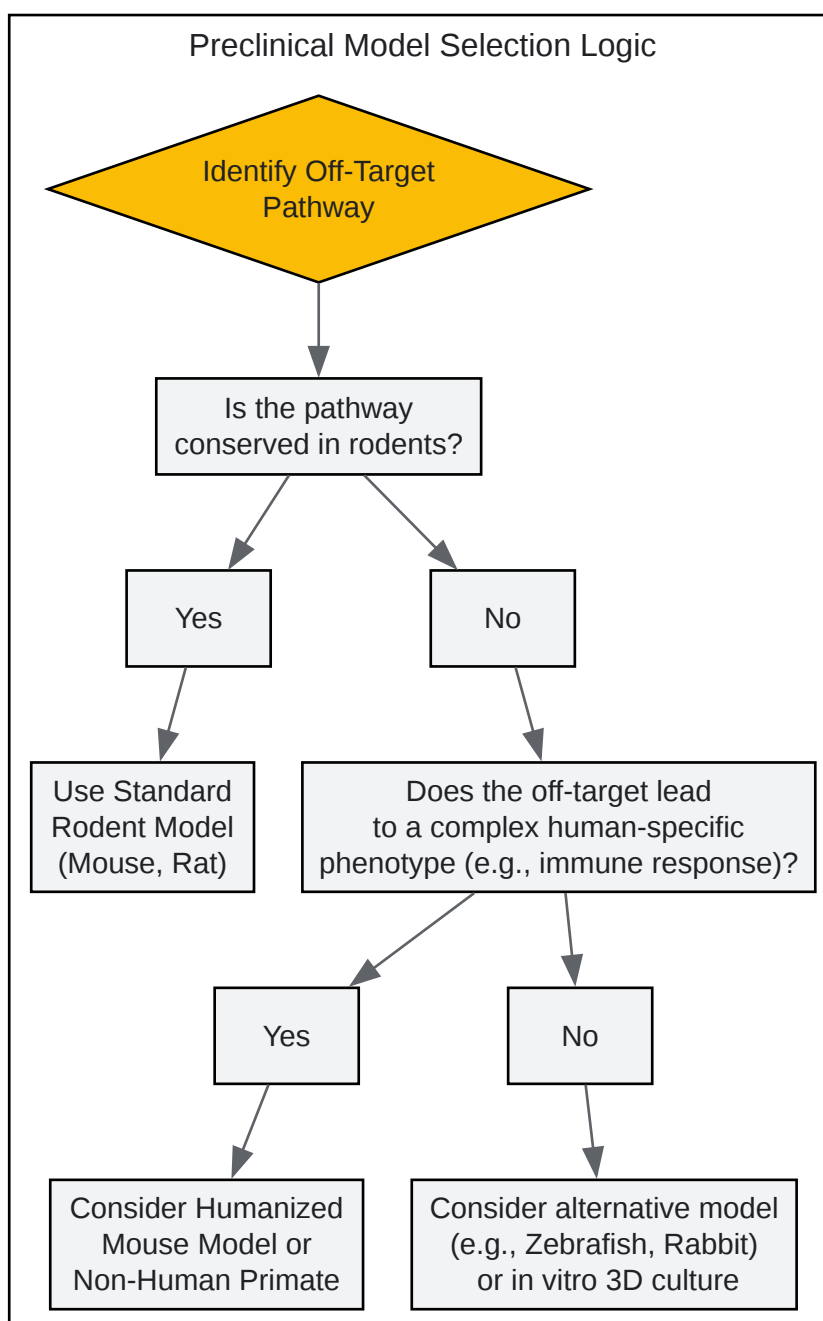 Preclinical Model Selection Logic
Identify Off-Target
Pathway
Is the pathway
conserved in rodents?
Yes
No
Use Standard
Rodent Model
(Mouse, Rat)
Does the off-target lead
to a complex human-specific
phenotype (e.g., immune response)?
Yes
No
Consider Humanized
Mouse Model or
Non-Human Primate
Consider alternative model
(e.g., Zebrafish, Rabbit)
or in vitro 3D culture